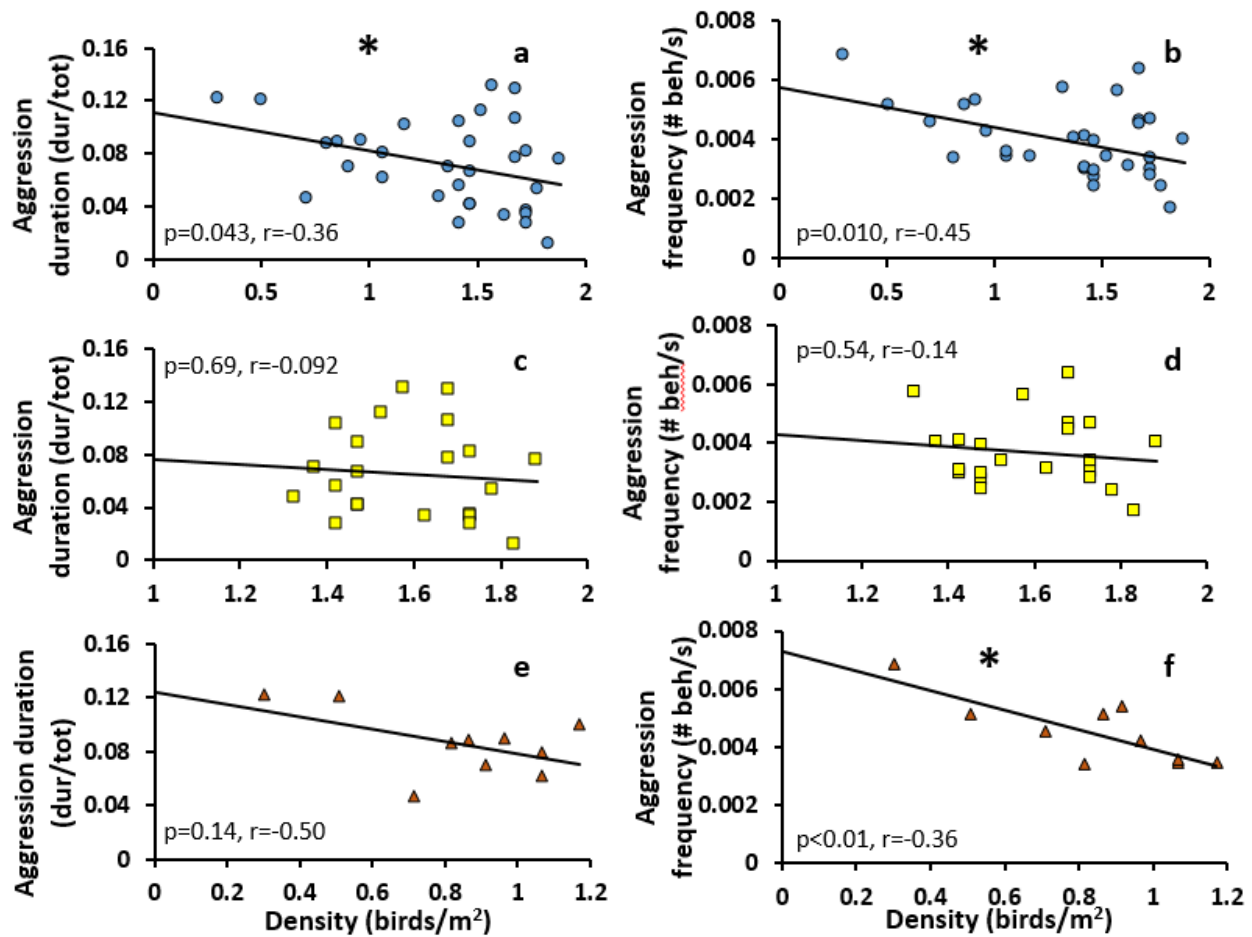 a
*
Aggression
duration (dur/tot)
0.16
0.12
0.08
0.04
0
p=0.043, r=-0.36
0 0.5 1 1.5 2
b
*
Aggression
frequency (# beh/s)
0.008
0.006
0.004
0.002
0
p=0.010, r=-0.45
0 0.5 1 1.5 2
c
p=0.69, r=-0.092
Aggression
duration (dur/tot)
0.16
0.12
0.08
0.04
0
1 1.2 1.4 1.6 1.8 2
d
p=0.54, r=-0.14
Aggression
frequency (# beh/s)
0.008
0.006
0.004
0.002
0
1 1.2 1.4 1.6 1.8 2
e
Aggression duration
(dur/tot)
0.16
0.12
0.08
0.04
0
p=0.14, r=-0.50
0 0.2 0.4 0.6 0.8 1 1.2
Density (birds/m²)
f
*
Aggression
frequency (# beh/s)
0.008
0.006
0.004
0.002
0
p<0.01, r=-0.36
0 0.2 0.4 0.6 0.8 1 1.2
Density (birds/m²)